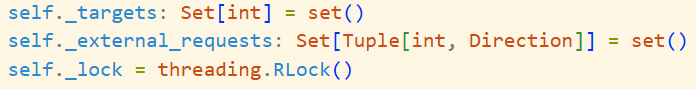 self._targets: Set[int] = set()
self._external_requests: Set[Tuple[int, Direction]] = set()
self._lock = threading.RLock()